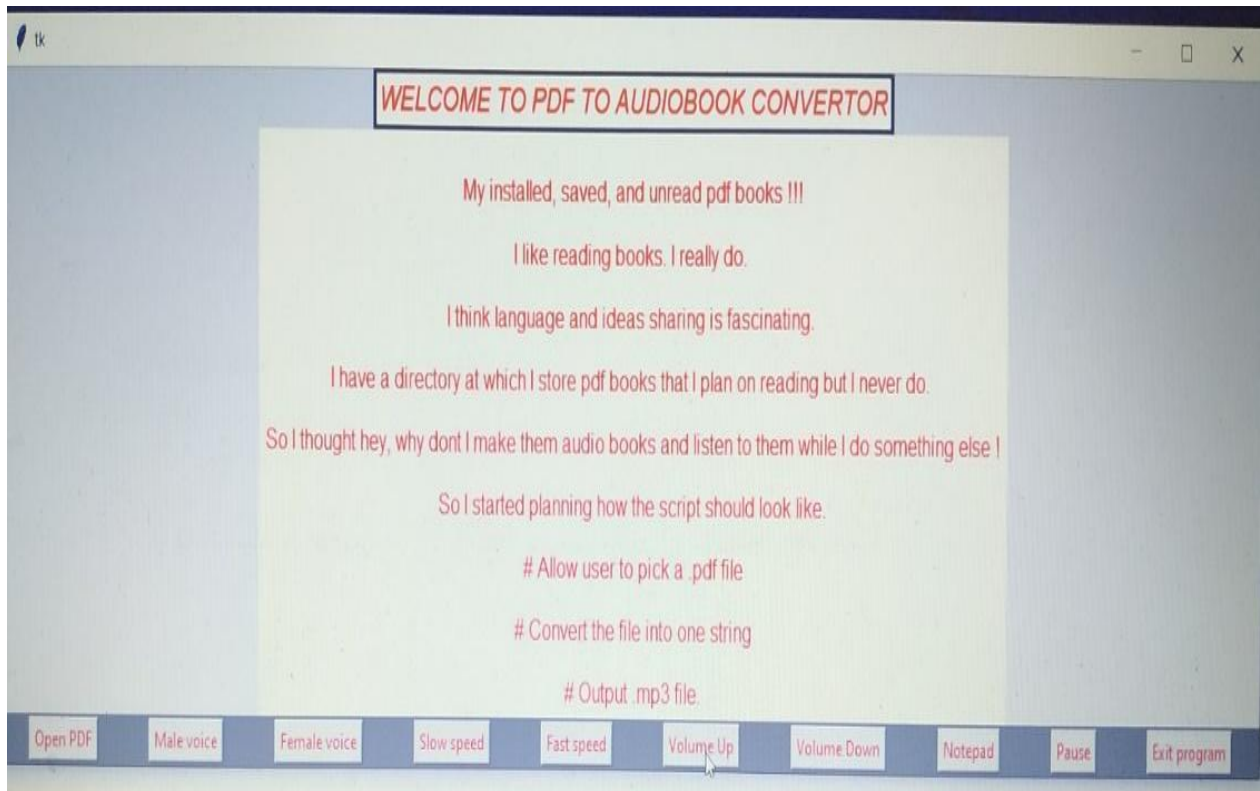 tk
WELCOME TO PDF TO AUDIOBOOK CONVERTOR
My installed, saved, and unread pdf books !!!
I like reading books. I really do.
I think language and ideas sharing is fascinating.
I have a directory at which I store pdf books that I plan on reading but I never do.
So I thought hey, why dont I make them audio books and listen to them while I do something else !
So I started planning how the script should look like.
# Allow user to pick a .pdf file
# Convert the file into one string
# Output .mp3 file.
Open PDF Male voice Female voice Slow speed Fast speed Volume Up Volume Down Notepad Pause Exit program